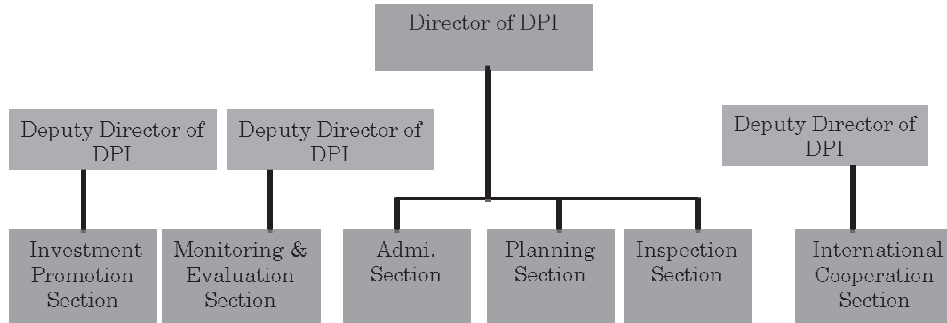 Director of DPI
Deputy Director of
DPI
Deputy Director of
DPI
Deputy Director of
DPI
Investment
Promotion
Section
Monitoring &
Evaluation
Section
Admi.
Section
Planning
Section
Inspection
Section
International
Cooperation
Section